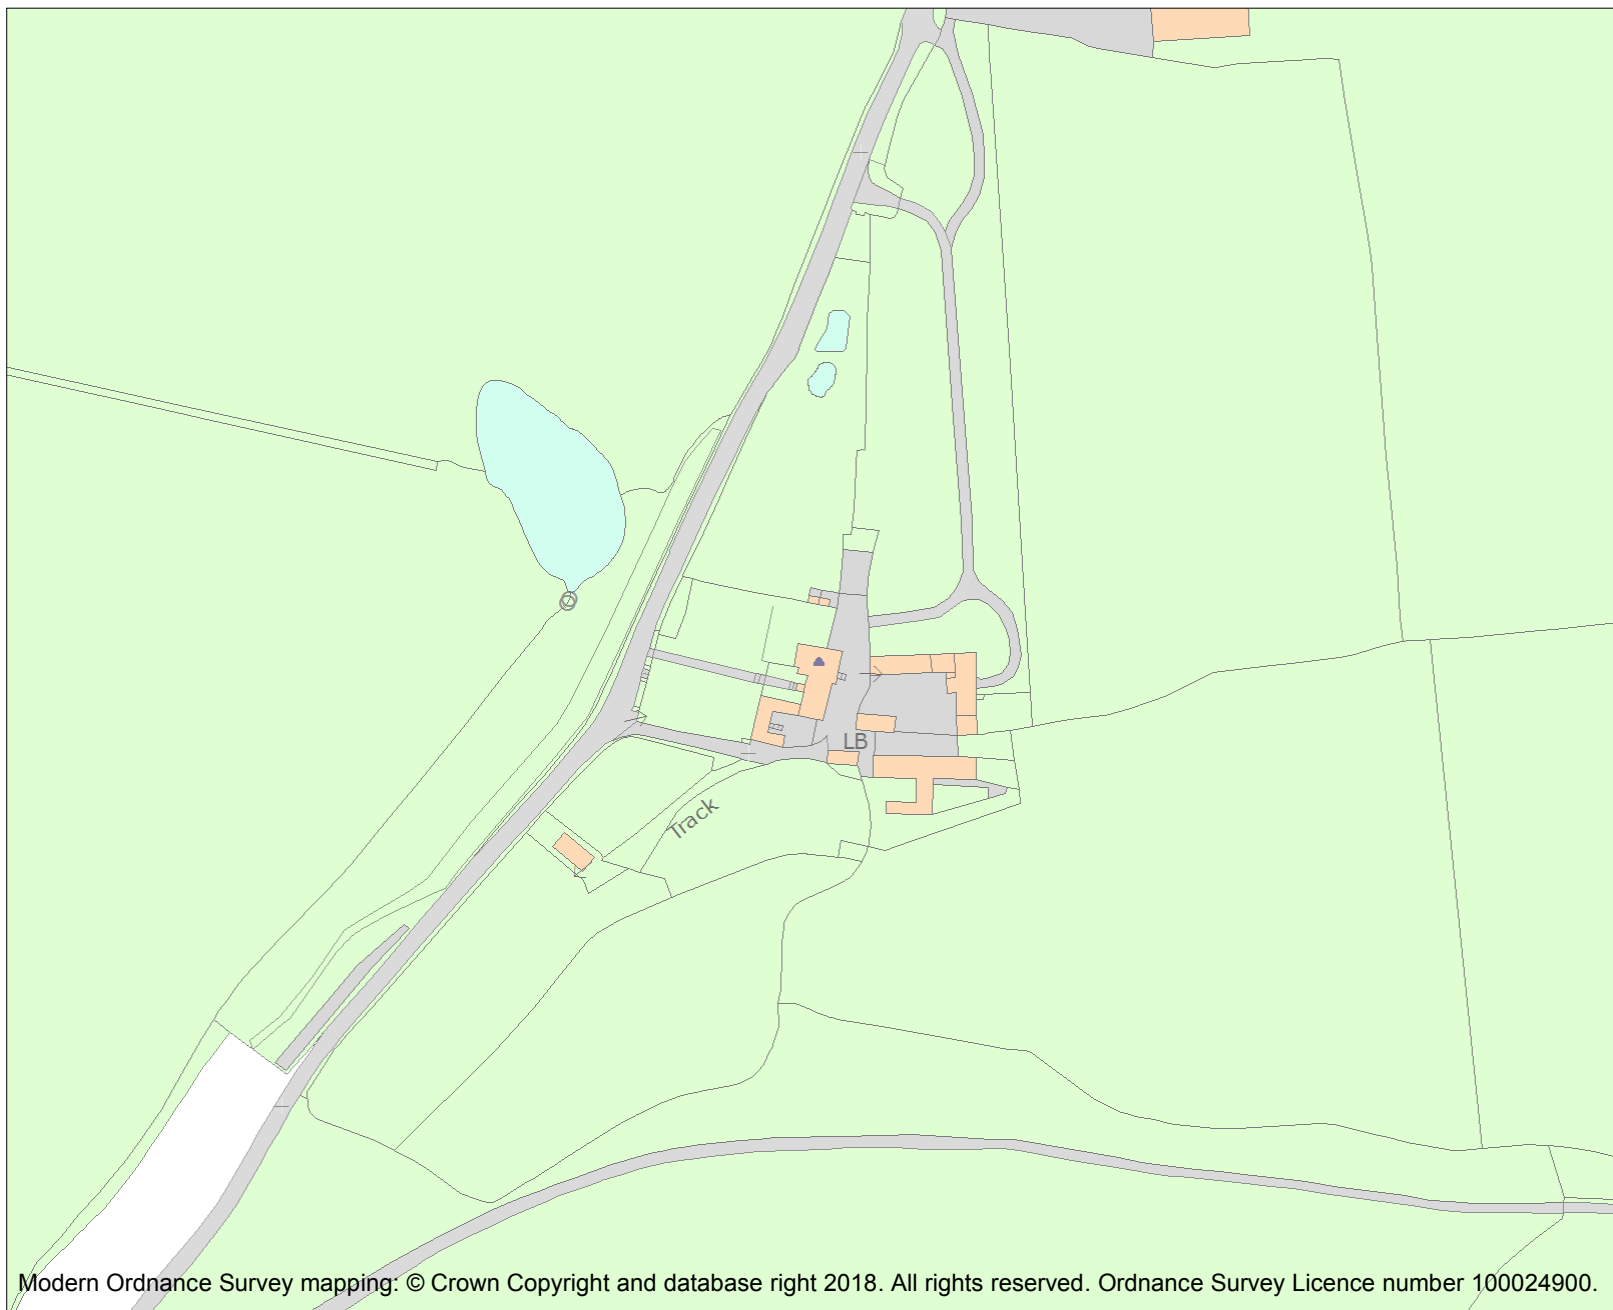 LB
Track
Modern Ordnance Survey mapping: © Crown Copyright and database right 2018. All rights reserved. Ordnance Survey Licence number 100024900.